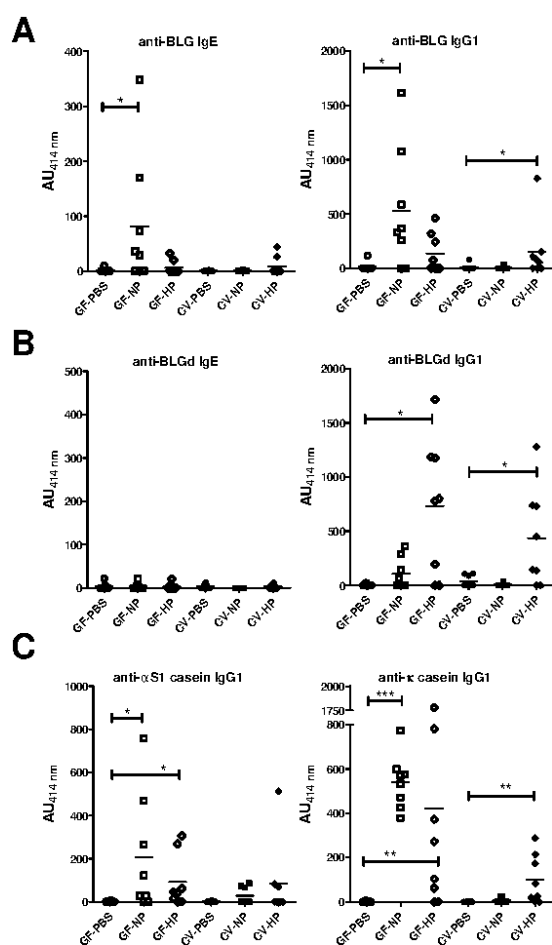 A
anti-BLG IgE
AU414 nm
400
300
200
100
0
*
GF-PBS
GF-NP
GF-HP
CV-PBS
CV-NP
CV-HP
anti-BLG IgG1
AU414 nm
2000
1500
1000
500
0
*
*
GF-PBS
GF-NP
GF-HP
CV-PBS
CV-NP
CV-HP
B
anti-BLGd IgE
AU414 nm
500
400
300
200
100
0
GF-PBS
GF-NP
GF-HP
CV-PBS
CV-NP
CV-HP
anti-BLGd IgG1
AU414 nm
2000
1500
1000
500
0
*
*
GF-PBS
GF-NP
GF-HP
CV-PBS
CV-NP
CV-HP
C
anti-αS1 casein IgG1
AU414 nm
1000
800
600
400
200
0
*
*
GF-PBS
GF-NP
GF-HP
CV-PBS
CV-NP
CV-HP
anti-κ casein IgG1
AU414 nm
2000
1750
800
600
400
200
0
***
**
**
GF-PBS
GF-NP
GF-HP
CV-PBS
CV-NP
CV-HP